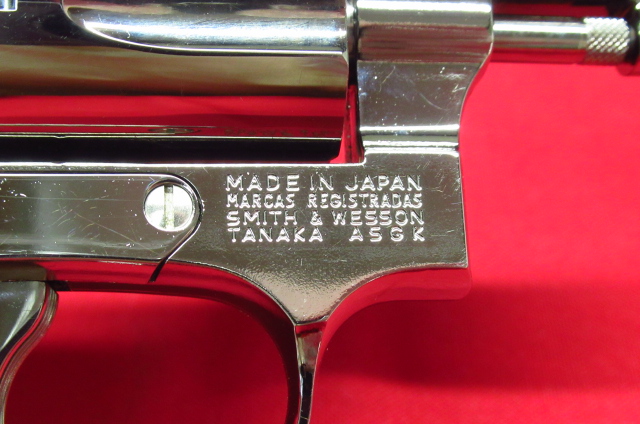 MADE IN JAPAN
MARCAS REGISTRADAS
SMITH & WESSON
TANAKA ASGK